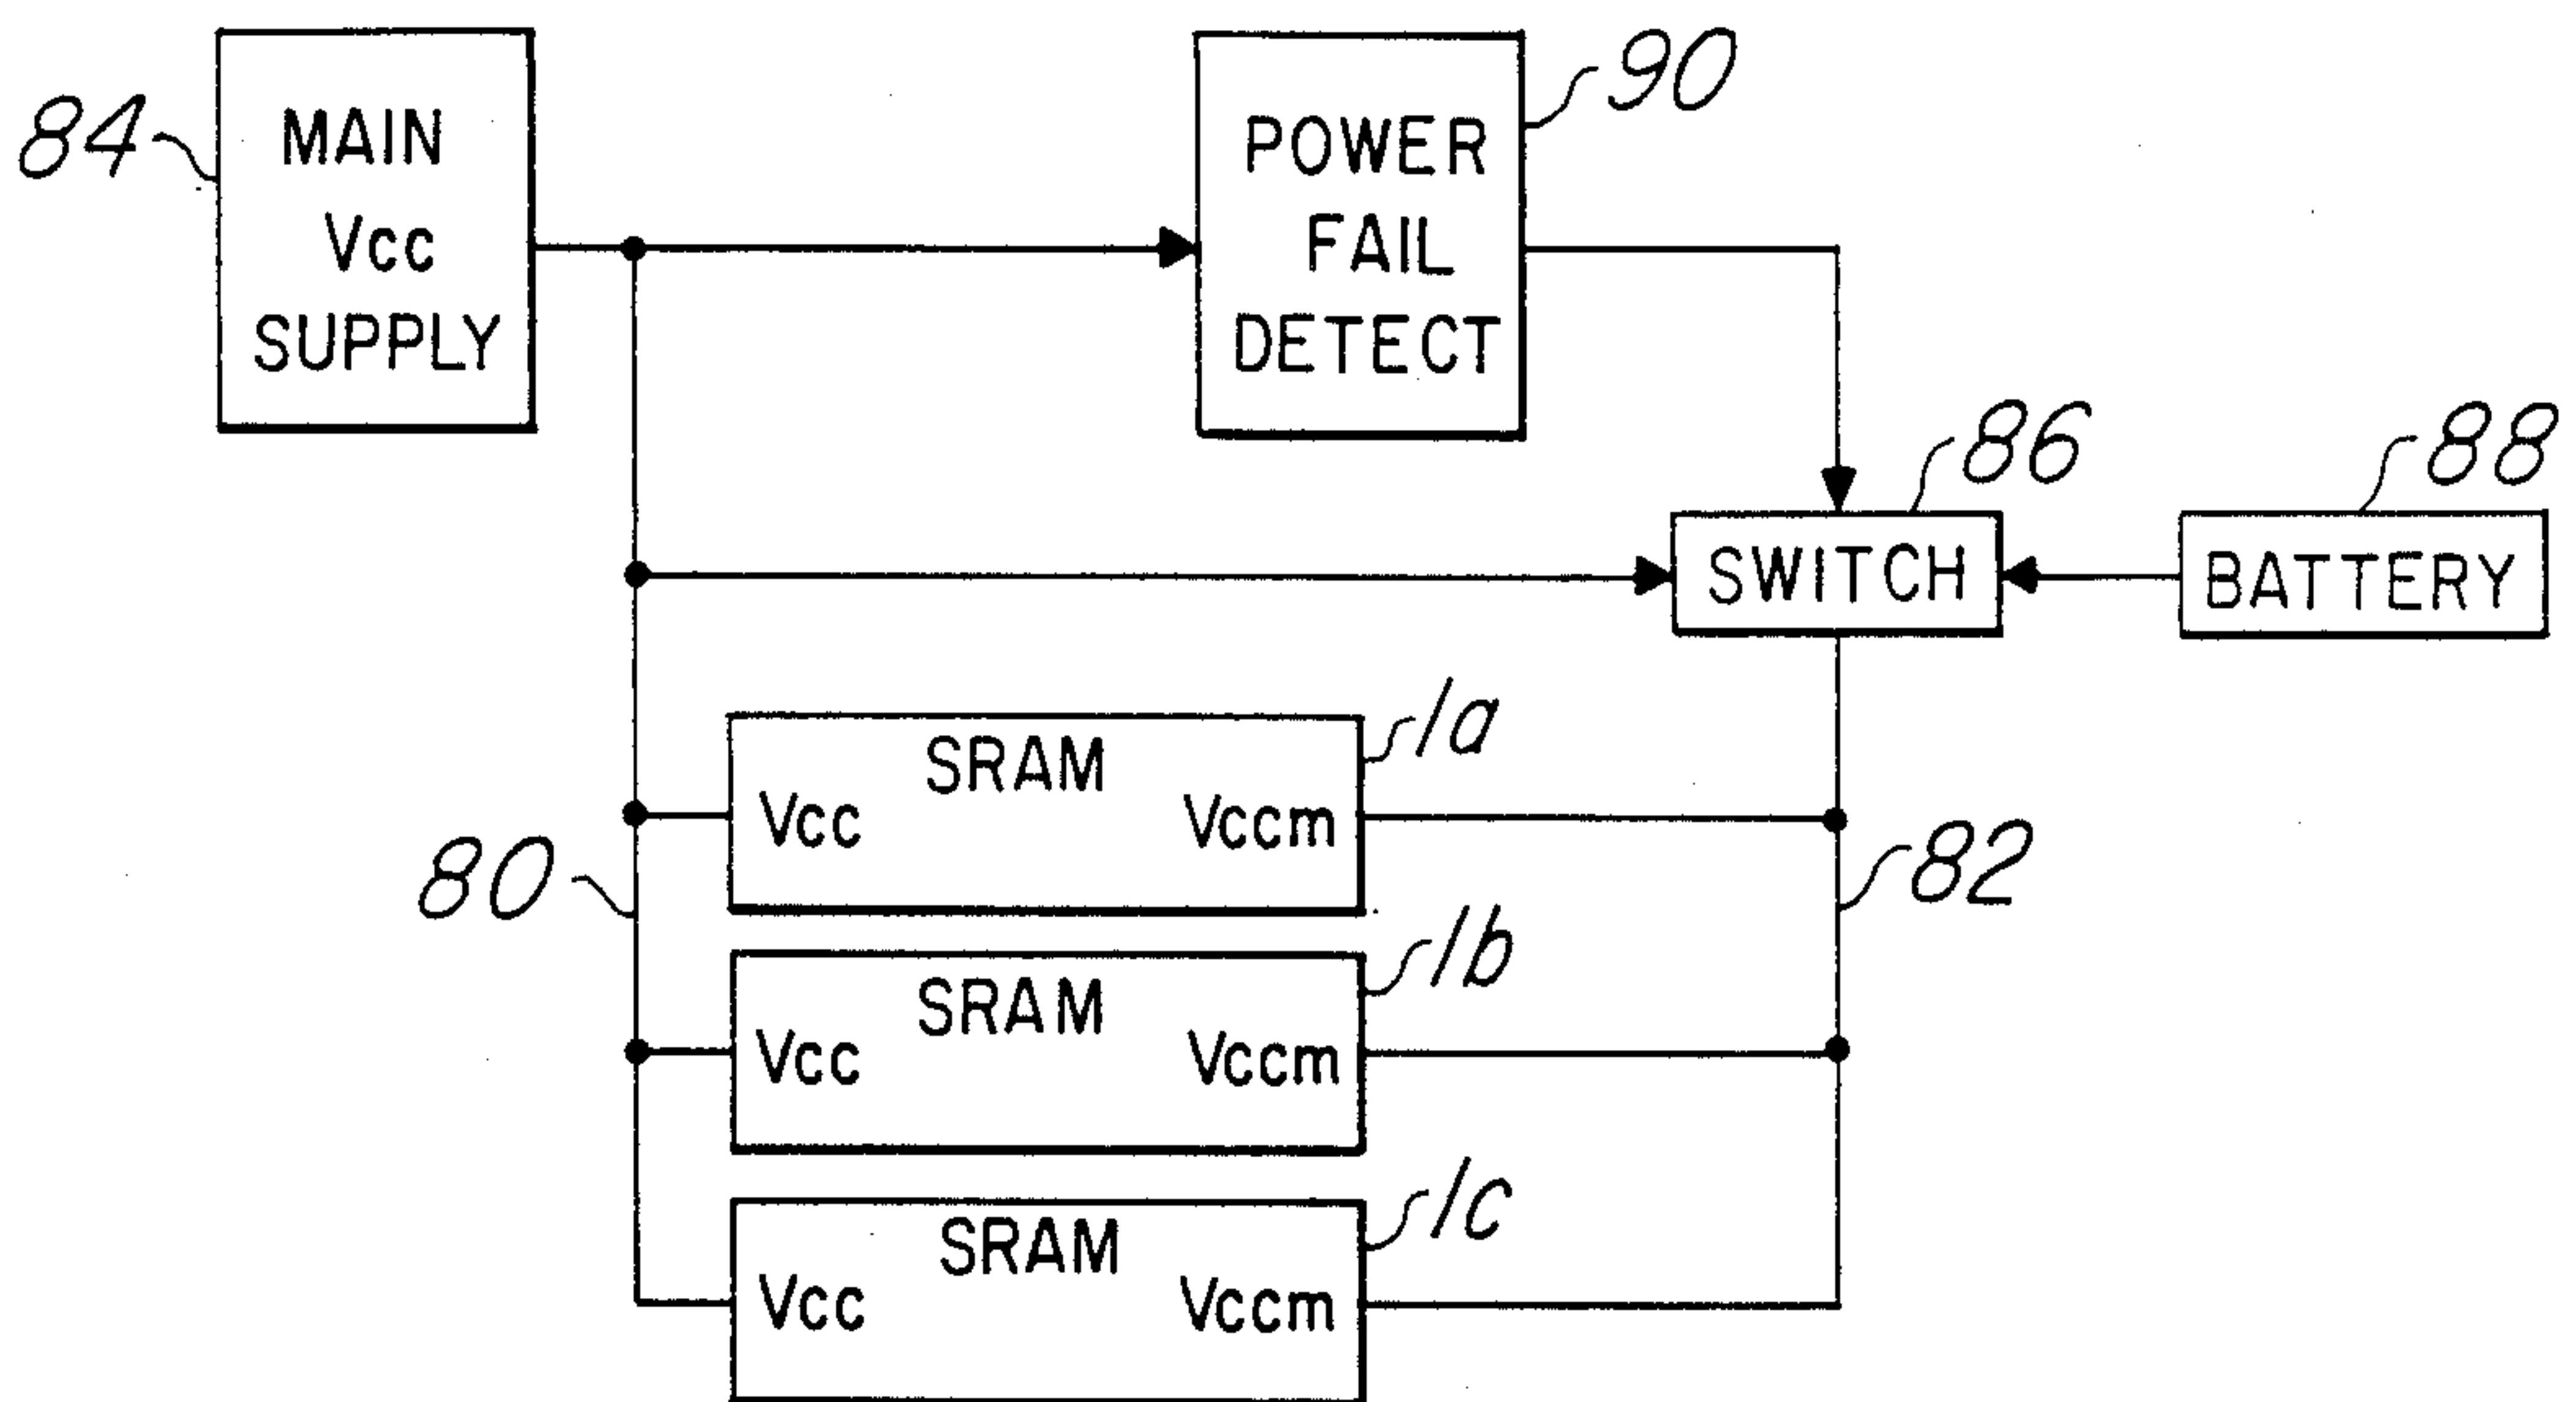 84
MAIN
Vcc
SUPPLY
POWER
FAIL
DETECT
90
SWITCH
86
BATTERY
88
SRAM
Vcc Vccm
1a
80
82
SRAM
Vcc Vccm
1b
SRAM
Vcc Vccm
1c